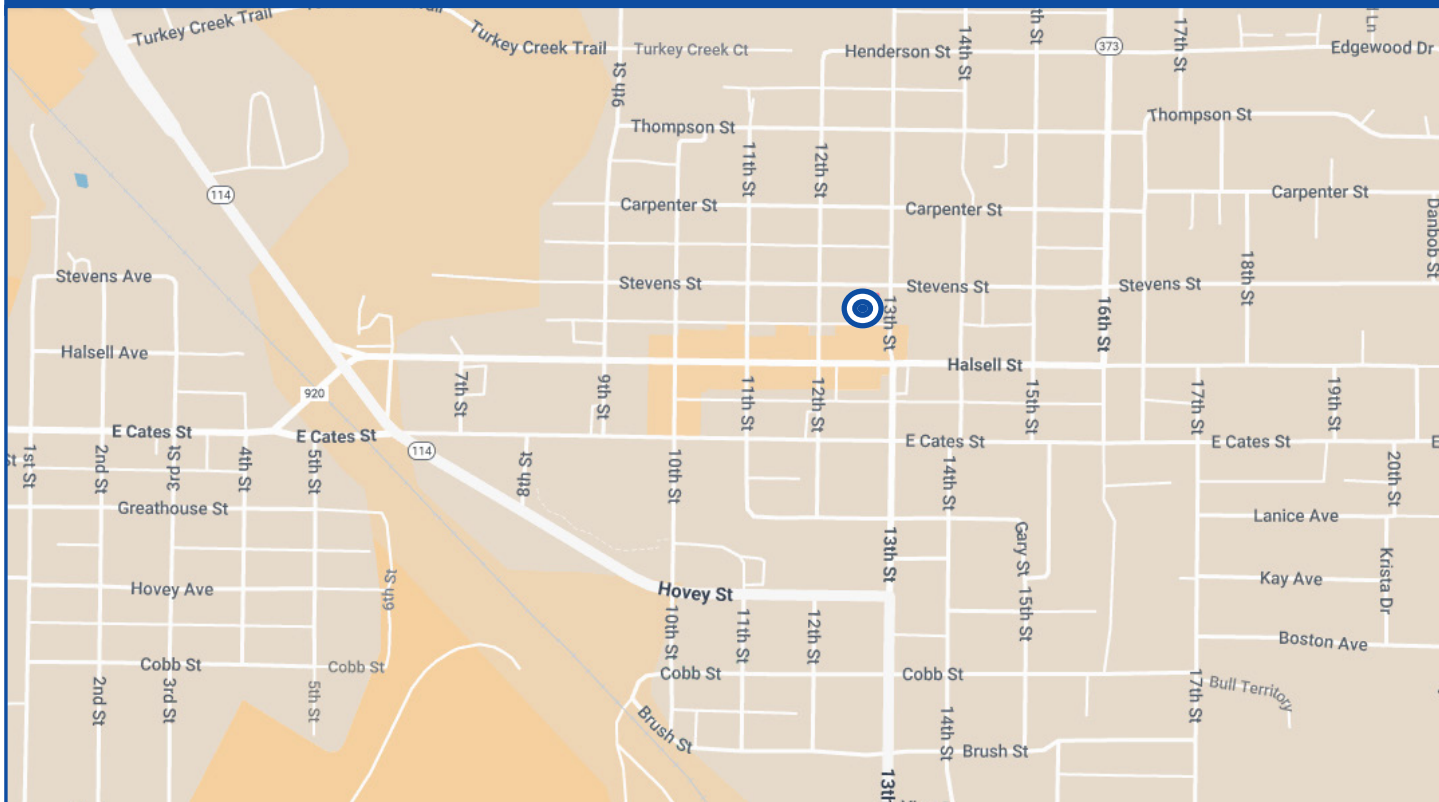 Turkey Creek Trail
Turkey Creek Trail
Turkey Creek Ct
Henderson St
14th St
373
17th St
Edgewood Dr
9th St
Thompson St
Thompson St
11th St
12th St
114
Carpenter St
Carpenter St
Carpenter St
Danbob St
Stevens Ave
Stevens St
Stevens St
Stevens St
18th St
13th St
16th St
Halsell Ave
Halsell St
920
7th St
9th St
11th St
12th St
15th St
17th St
19th St
E Cates St
E Cates St
E Cates St
E Cates St
114
1st St
2nd St
3rd St
4th St
5th St
8th St
10th St
14th St
20th St
Greathouse St
Lanice Ave
13th St
Gary St
Krista Dr
Hovey Ave
6th St
Hovey St
Kay Ave
10th St
11th St
12th St
15th St
Boston Ave
Cobb St
Cobb St
Cobb St
Cobb St
2nd St
3rd St
5th St
17th St
Bull Territory
Brush St
14th St
Brush St
13th